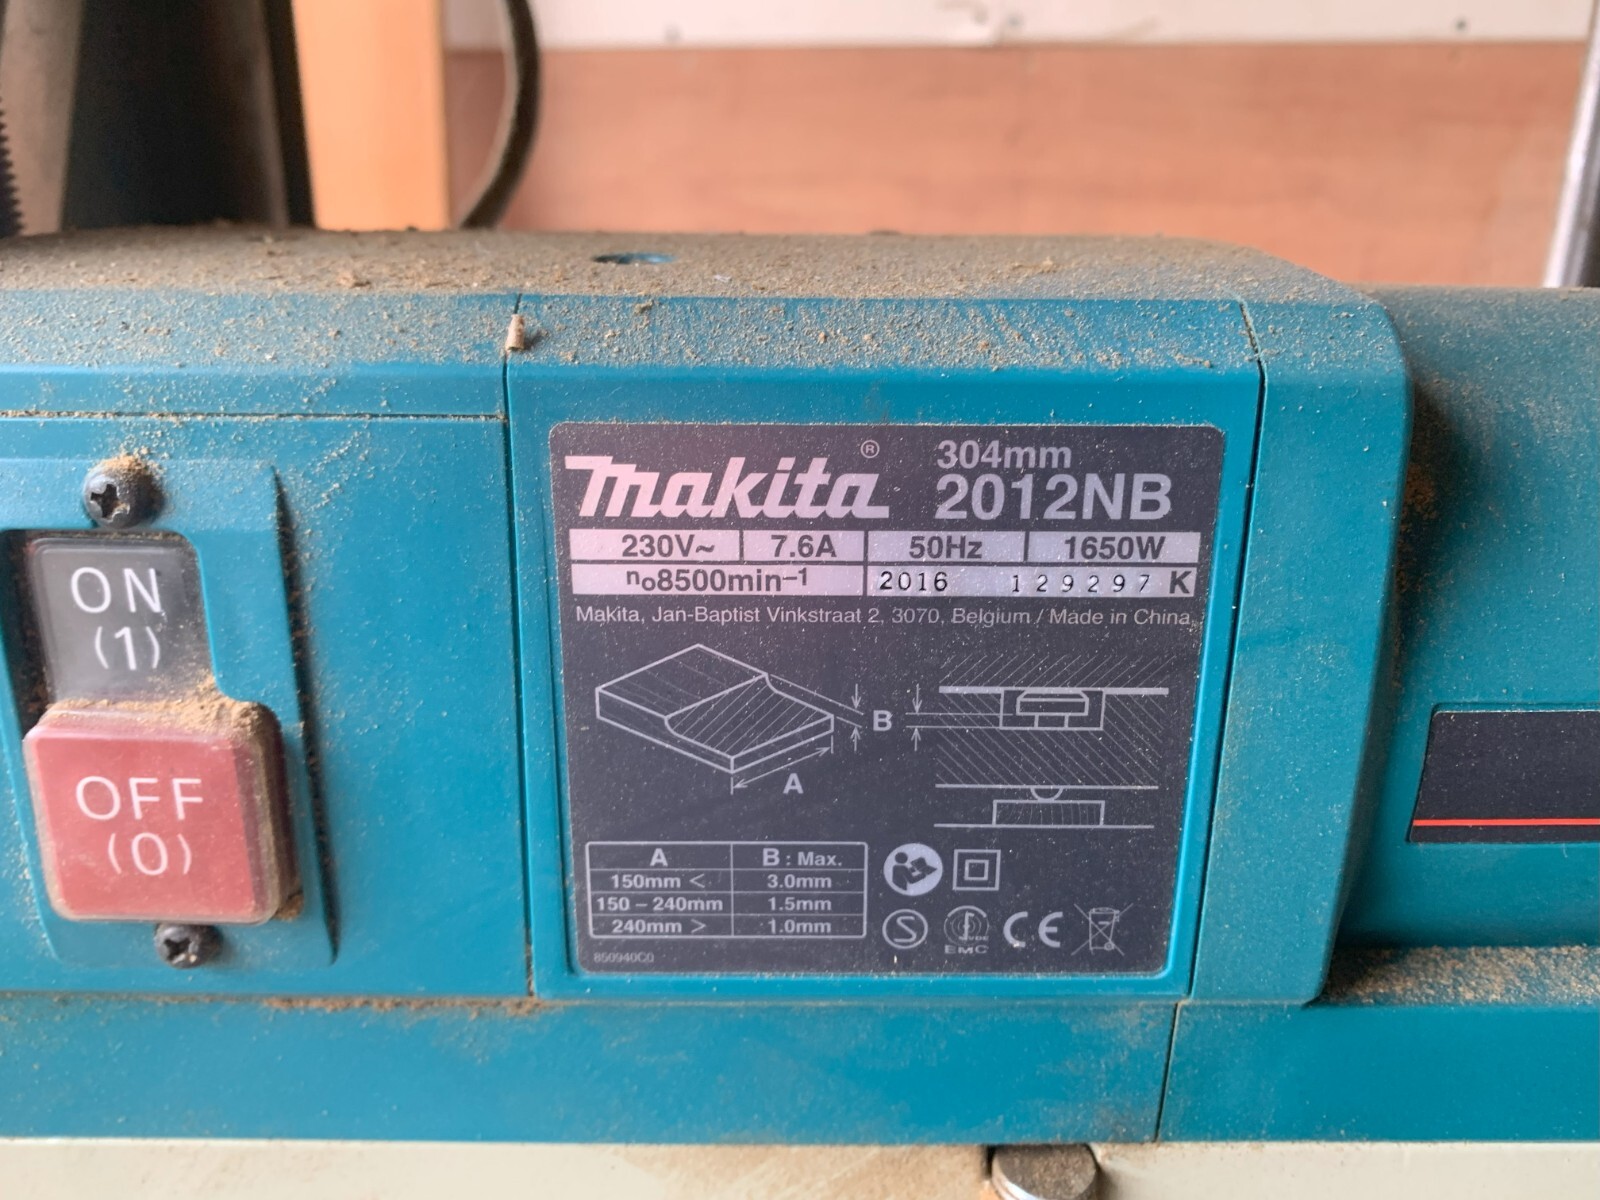 ON
(1)
OFF
(0)
makita® 304mm
2012NB
230V~ 7.6A 50Hz 1650W
no8500min-1 2016 129297 K
Makita, Jan-Baptist Vinkstraat 2, 3070, Belgium / Made in China
B
A
A B : Max.
150mm < 3.0mm
150 – 240mm 1.5mm
240mm > 1.0mm
S
EMC
CE
850940C0